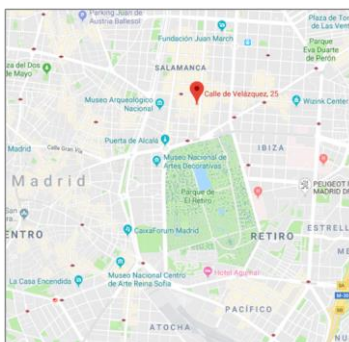 Parking Juan de
Austria Ballesol
Plaza de To
de Las Ven
Fundación Juan March
Parque
Eva Duarte
de Perón
SALAMANCA
za del Dos
de Mayo
Calle de Velázquez, 25
Museo Arqueológico
Nacional
Wizink Center
Puerta de Alcalá
Calle Gran Vía
Madrid
IBIZA
Museo Nacional de
Artes Decorativas
Madrid
Parque de
El Retiro
PEUGEOT
MADRID
San
ENTRO
CaixaForum Madrid
RETIRO
ESTRELL
Hotel Agumar
Museo Nacional Centro
de Arte Reina Sofía
La Casa Encendida
PACÍFICO
ATOCHA